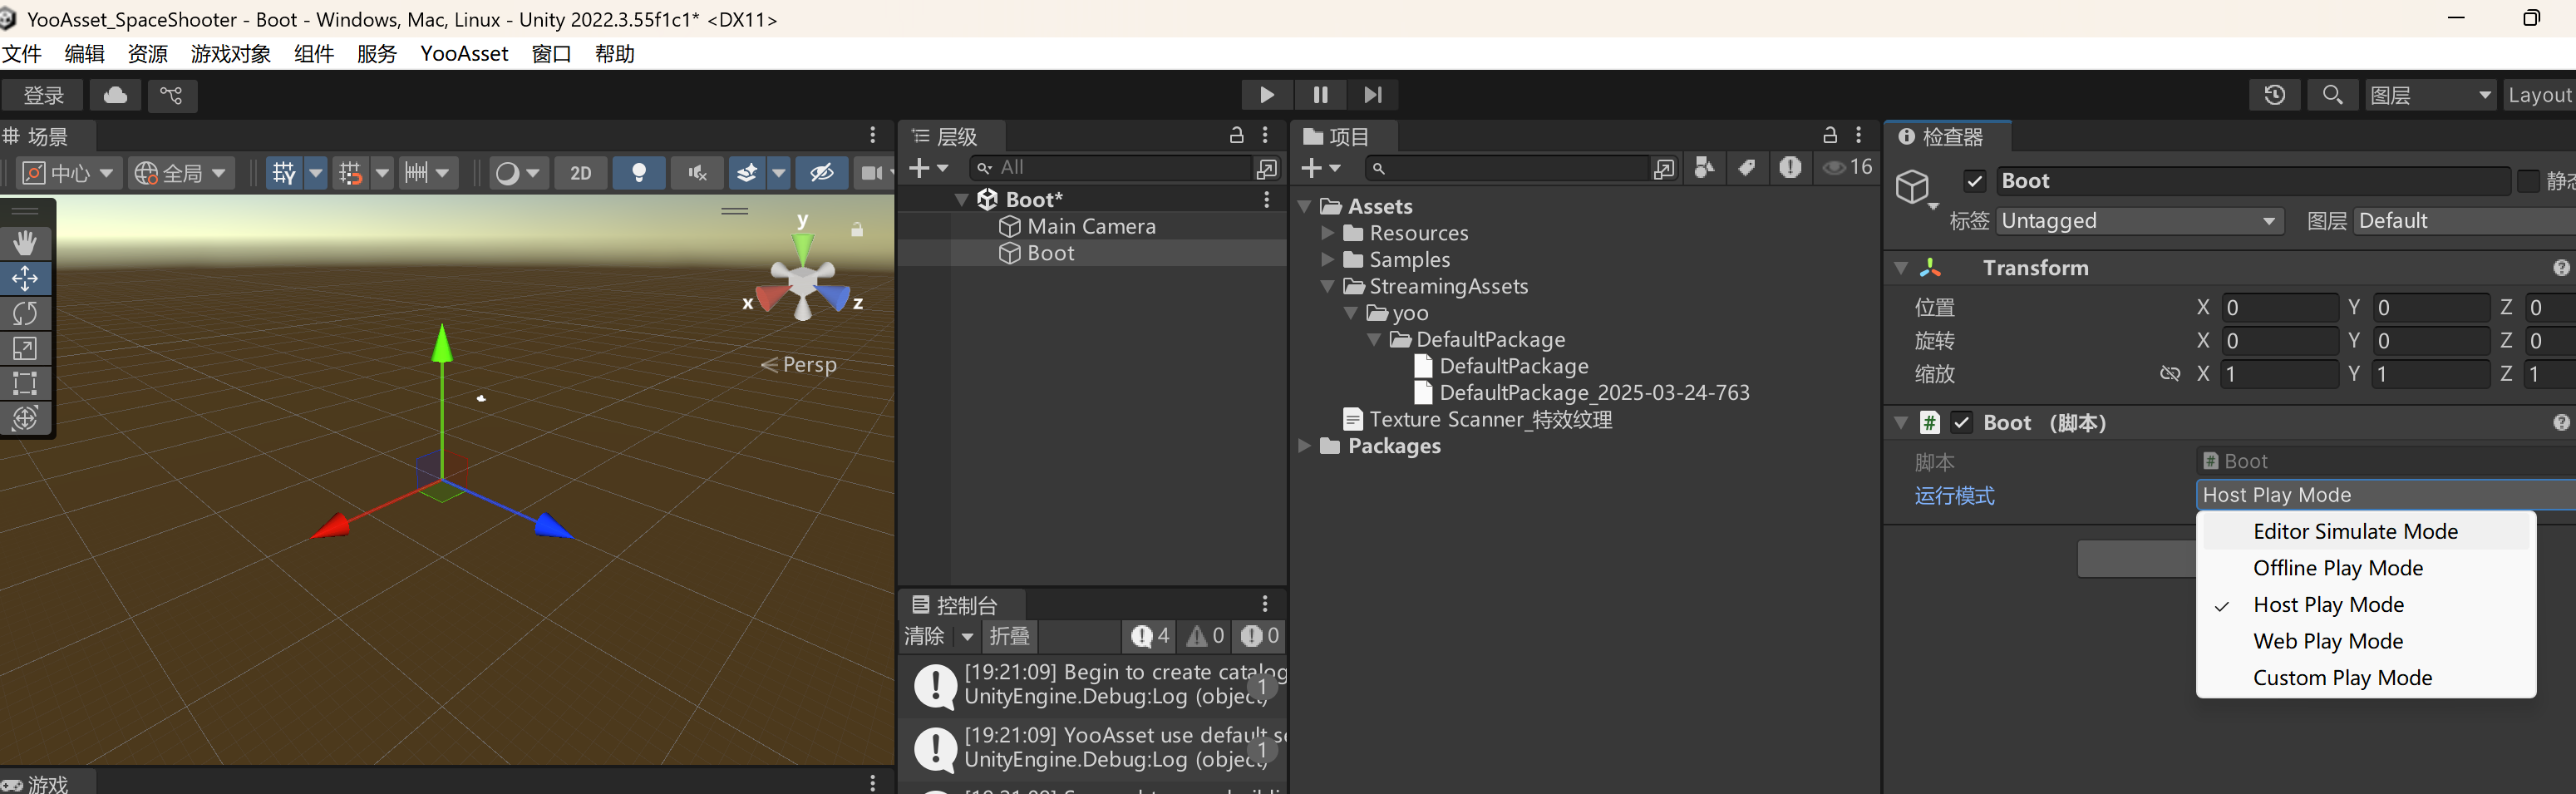 YooAsset_SpaceShooter - Boot - Windows, Mac, Linux - Unity 2022.3.55f1c1* <DX11>
文件 编辑 资源 游戏对象 组件 服务 YooAsset 窗口 帮助
登录 图层 Layout
场景
中心 全局 2D
y
x z
Persp
游戏
层级
All
Boot*
Main Camera
Boot
控制台
清除 折叠 4 0 0
[19:21:09] Begin to create catalog
UnityEngine.Debug:Log (object) 1
[19:21:09] YooAsset use default s
UnityEngine.Debug:Log (object) 1
项目
16
Assets
Resources
Samples
StreamingAssets
yoo
DefaultPackage
DefaultPackage
DefaultPackage_2025-03-24-763
Texture Scanner_特效纹理
Packages
检查器
Boot 静态
标签 Untagged 图层 Default
Transform
位置 X 0 Y 0 Z 0
旋转 X 0 Y 0 Z 0
缩放 X 1 Y 1 Z 1
# Boot （脚本）
脚本 # Boot
运行模式 Host Play Mode
Editor Simulate Mode
Offline Play Mode
Host Play Mode
Web Play Mode
Custom Play Mode